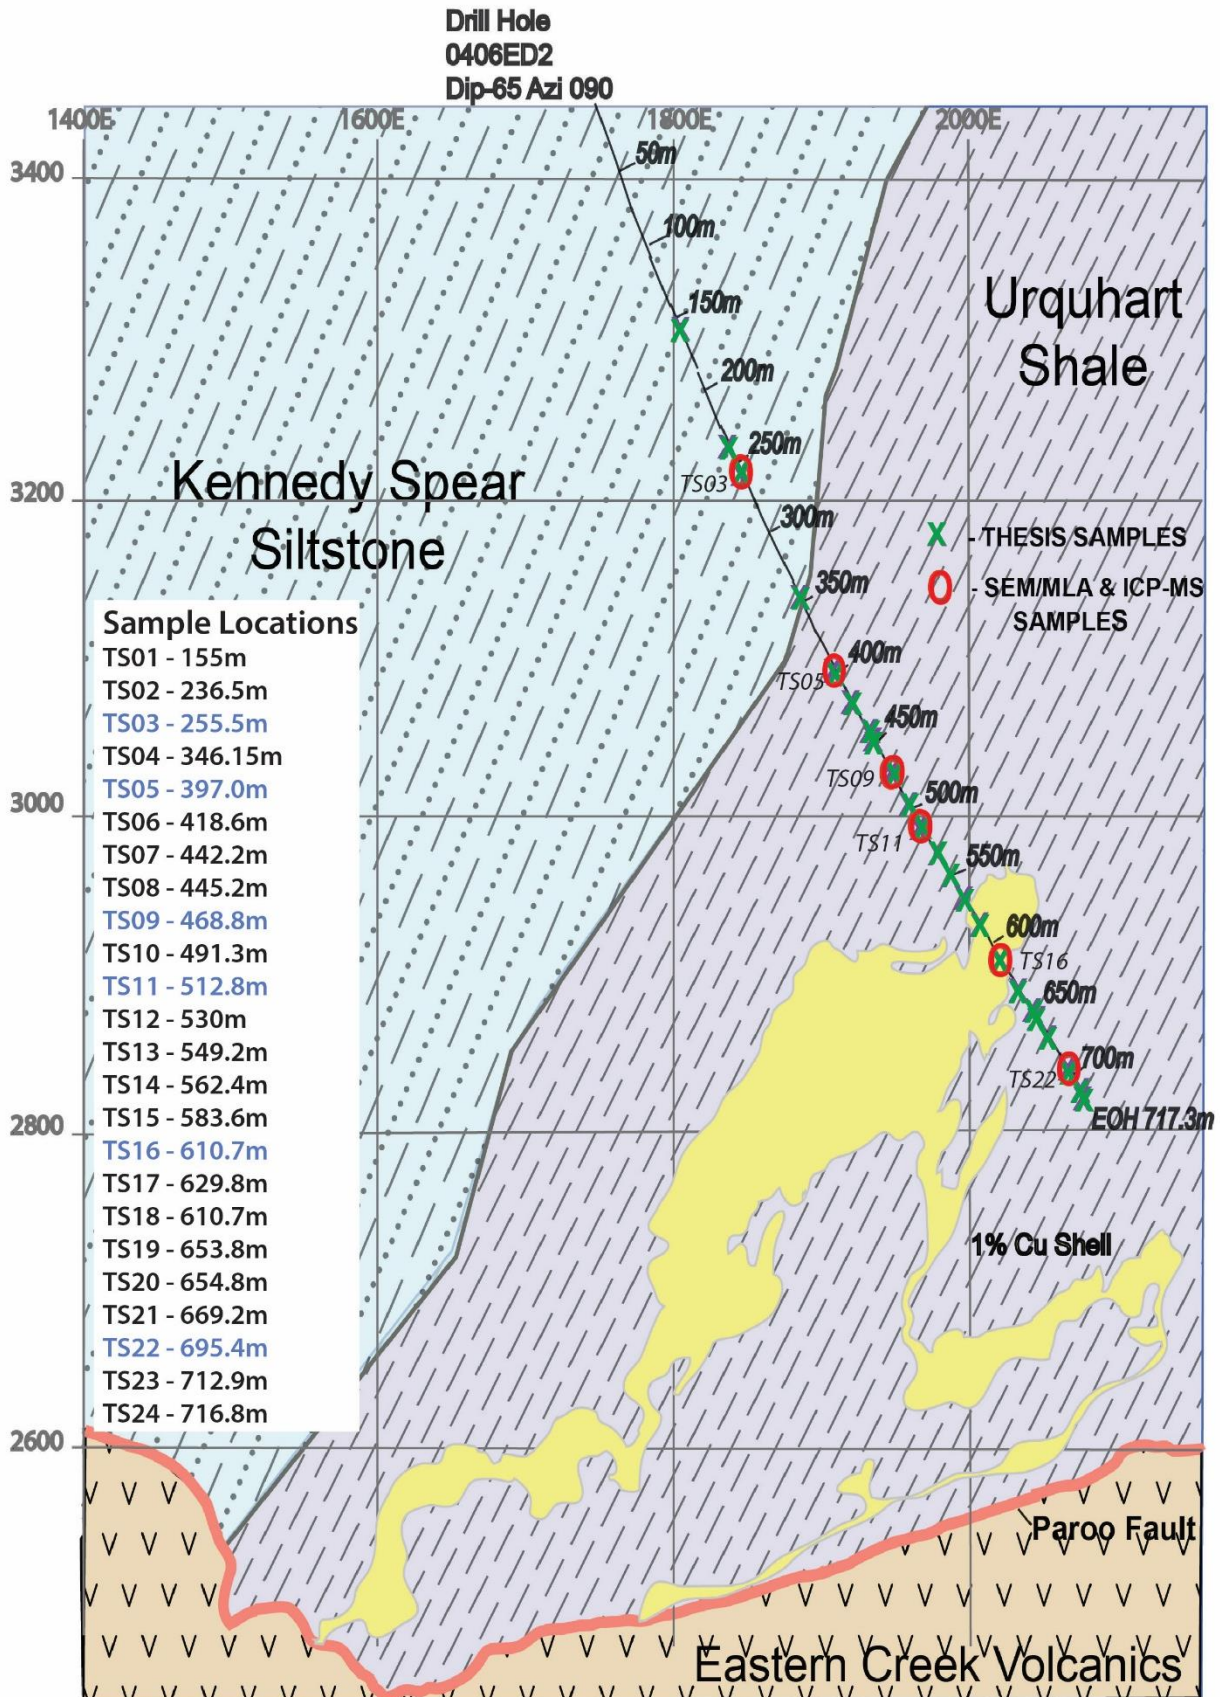 Drill Hole
0406ED2
Dip-65 Azi 090
1400E
1600E
1800E
2000E
3400
50m
100m
150m
200m
250m
TS03
3200
300m
350m
400m
TS05
450m
TS09
500m
TS11
3000
550m
600m
TS16
650m
700m
TS22
EOH 717.3m
2800
2600
Urquhart
Shale
Kennedy Spear
Siltstone
X - THESIS SAMPLES
- SEM/MLA & ICP-MS
SAMPLES
Sample Locations
TS01 - 155m
TS02 - 236.5m
TS03 - 255.5m
TS04 - 346.15m
TS05 - 397.0m
TS06 - 418.6m
TS07 - 442.2m
TS08 - 445.2m
TS09 - 468.8m
TS10 - 491.3m
TS11 - 512.8m
TS12 - 530m
TS13 - 549.2m
TS14 - 562.4m
TS15 - 583.6m
TS16 - 610.7m
TS17 - 629.8m
TS18 - 610.7m
TS19 - 653.8m
TS20 - 654.8m
TS21 - 669.2m
TS22 - 695.4m
TS23 - 712.9m
TS24 - 716.8m
1% Cu Shell
Paroo Fault
Eastern Creek Volcanics